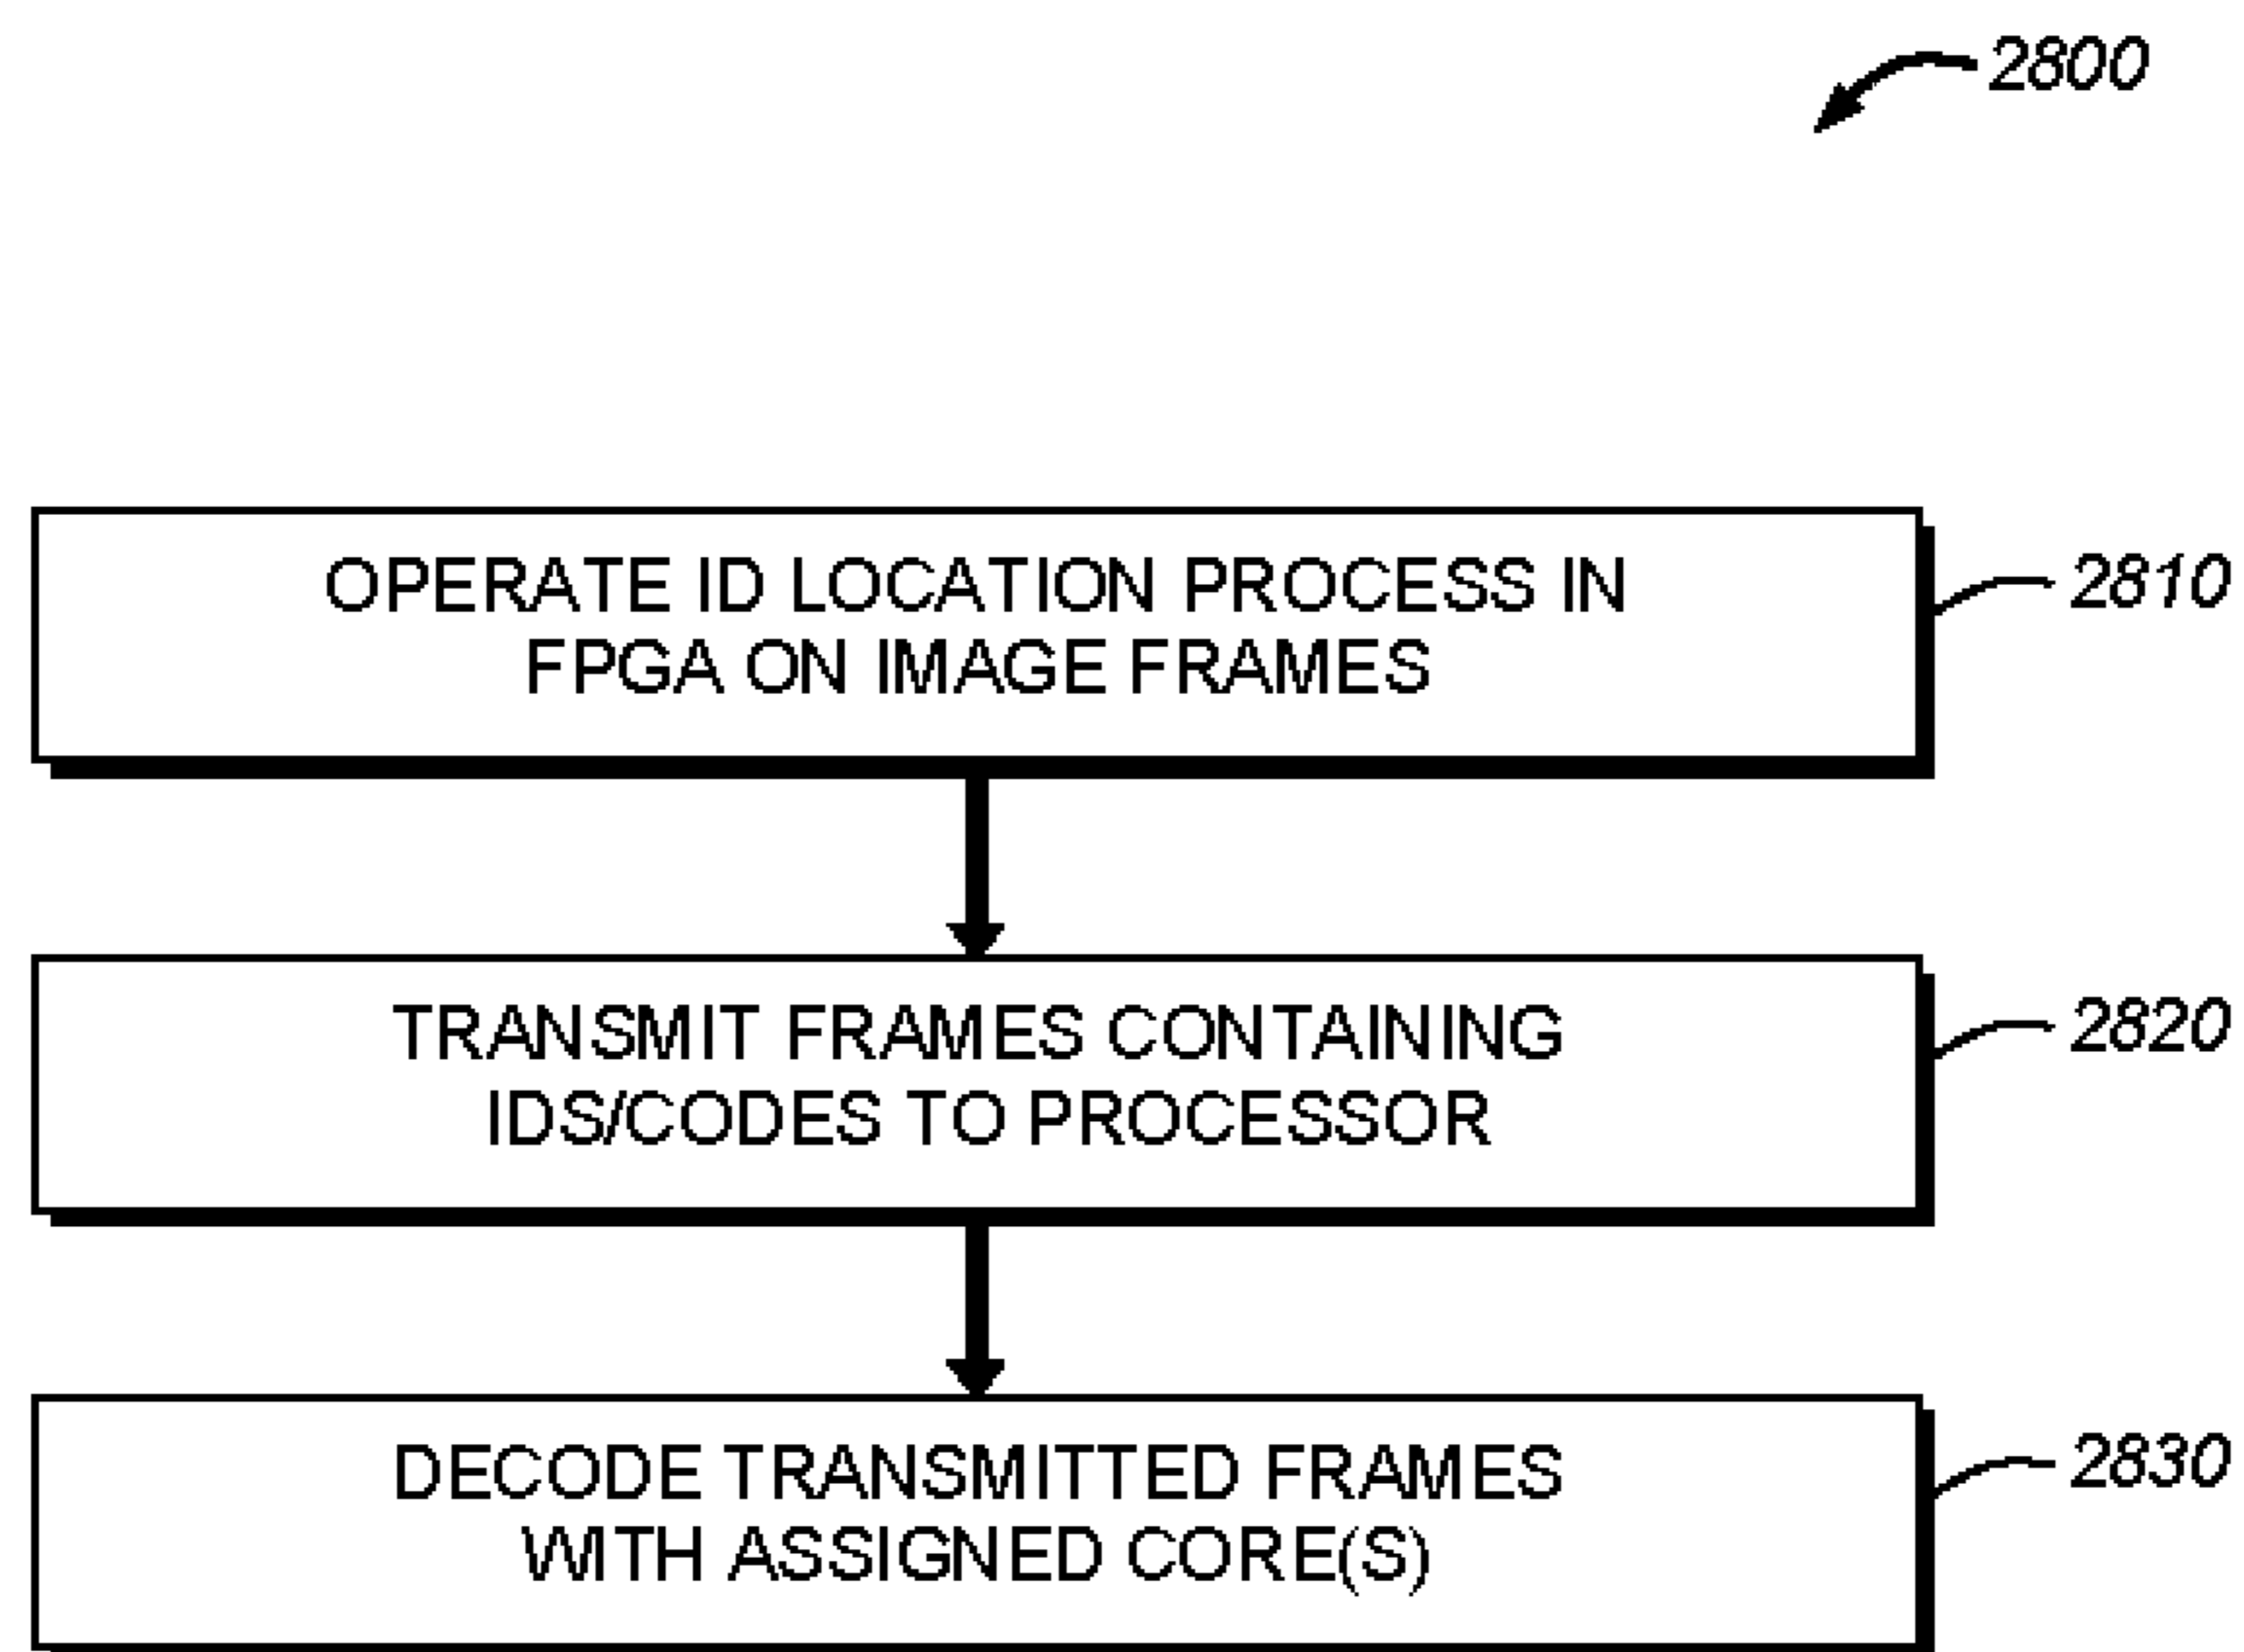 2800
OPERATE ID LOCATION PROCESS IN
2810
FPGA ON IMAGE FRAMES
TRANSMIT FRAMES CONTAINING
2820
IDS/CODES TO PROCESSOR
DECODE TRANSMITTED FRAMES
2830
WITH ASSIGNED CORE(S)